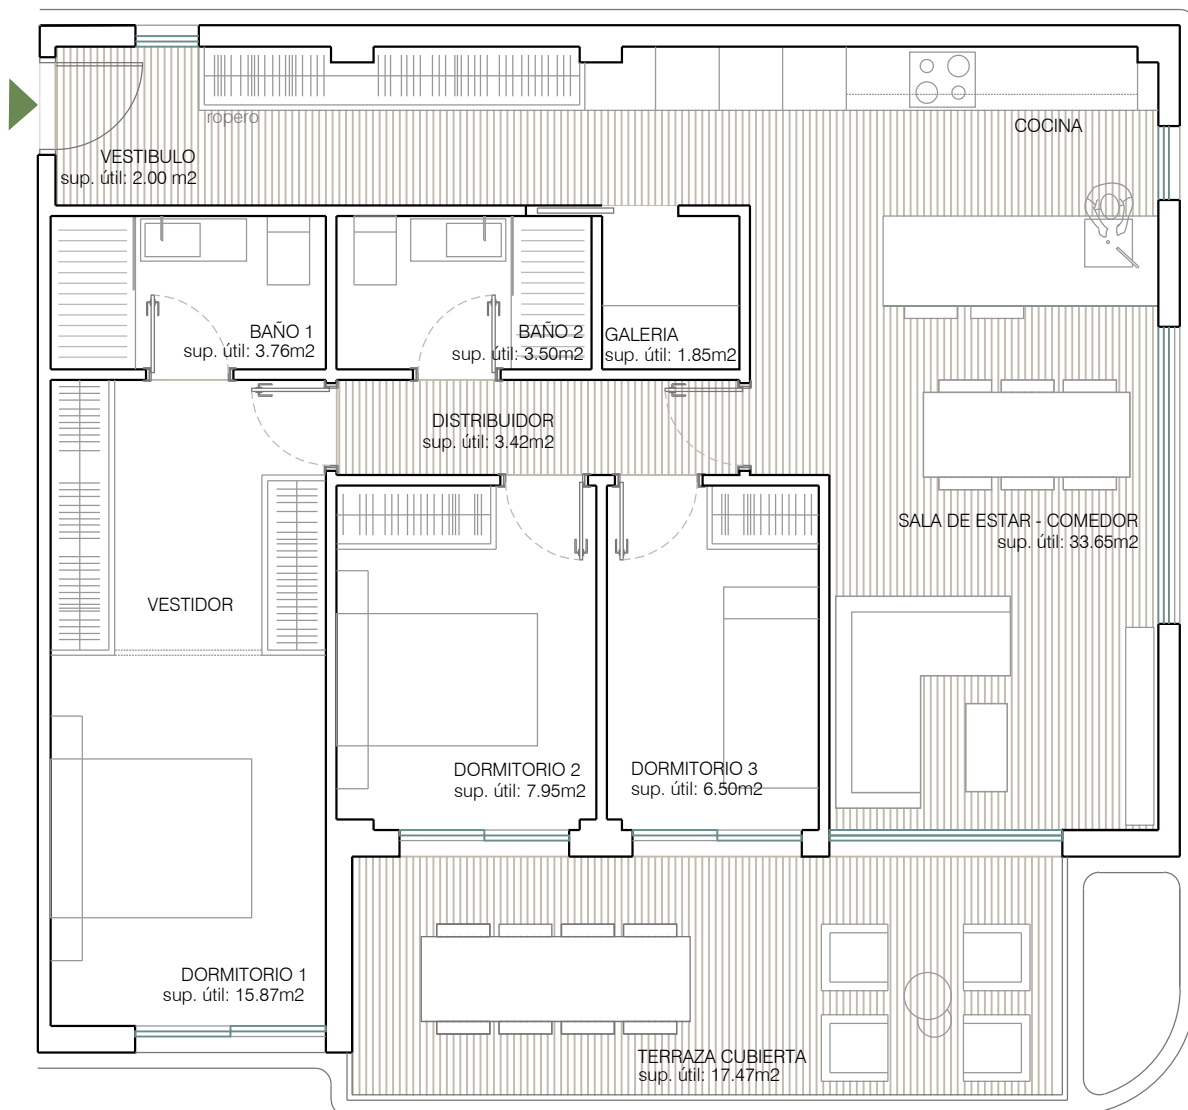 ropero
COCINA
VESTIBULO
sup. útil: 2.00 m2
BAÑO 1
sup. útil: 3.76m2
BAÑO 2
sup. útil: 3.50m2
GALERIA
sup. útil: 1.85m2
DISTRIBUIDOR
sup. útil: 3.42m2
SALA DE ESTAR - COMEDOR
sup. útil: 33.65m2
VESTIDOR
DORMITORIO 2
sup. útil: 7.95m2
DORMITORIO 3
sup. útil: 6.50m2
DORMITORIO 1
sup. útil: 15.87m2
TERRAZA CUBIERTA
sup. útil: 17.47m2